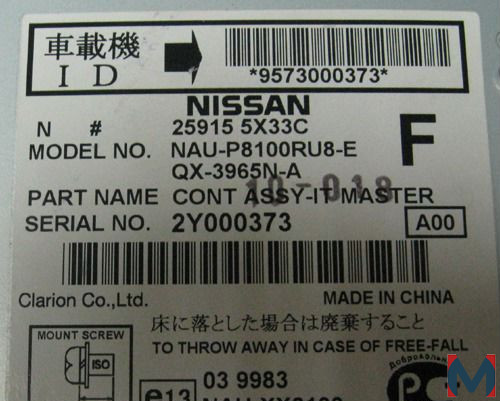 車載機
ID
*9573000373*
NISSAN
N # 25915 5X33C
MODEL NO. NAU-P8100RU8-E
QX-3965N-A
F
10-018
PART NAME CONT ASSY-IT MASTER
SERIAL NO. 2Y000373
A00
Clarion Co.,Ltd. MADE IN CHINA
床に落とした場合は廃棄すること
TO THROW AWAY IN CASE OF FREE-FALL
MOUNT SCREW
ISO
e13
03 9983